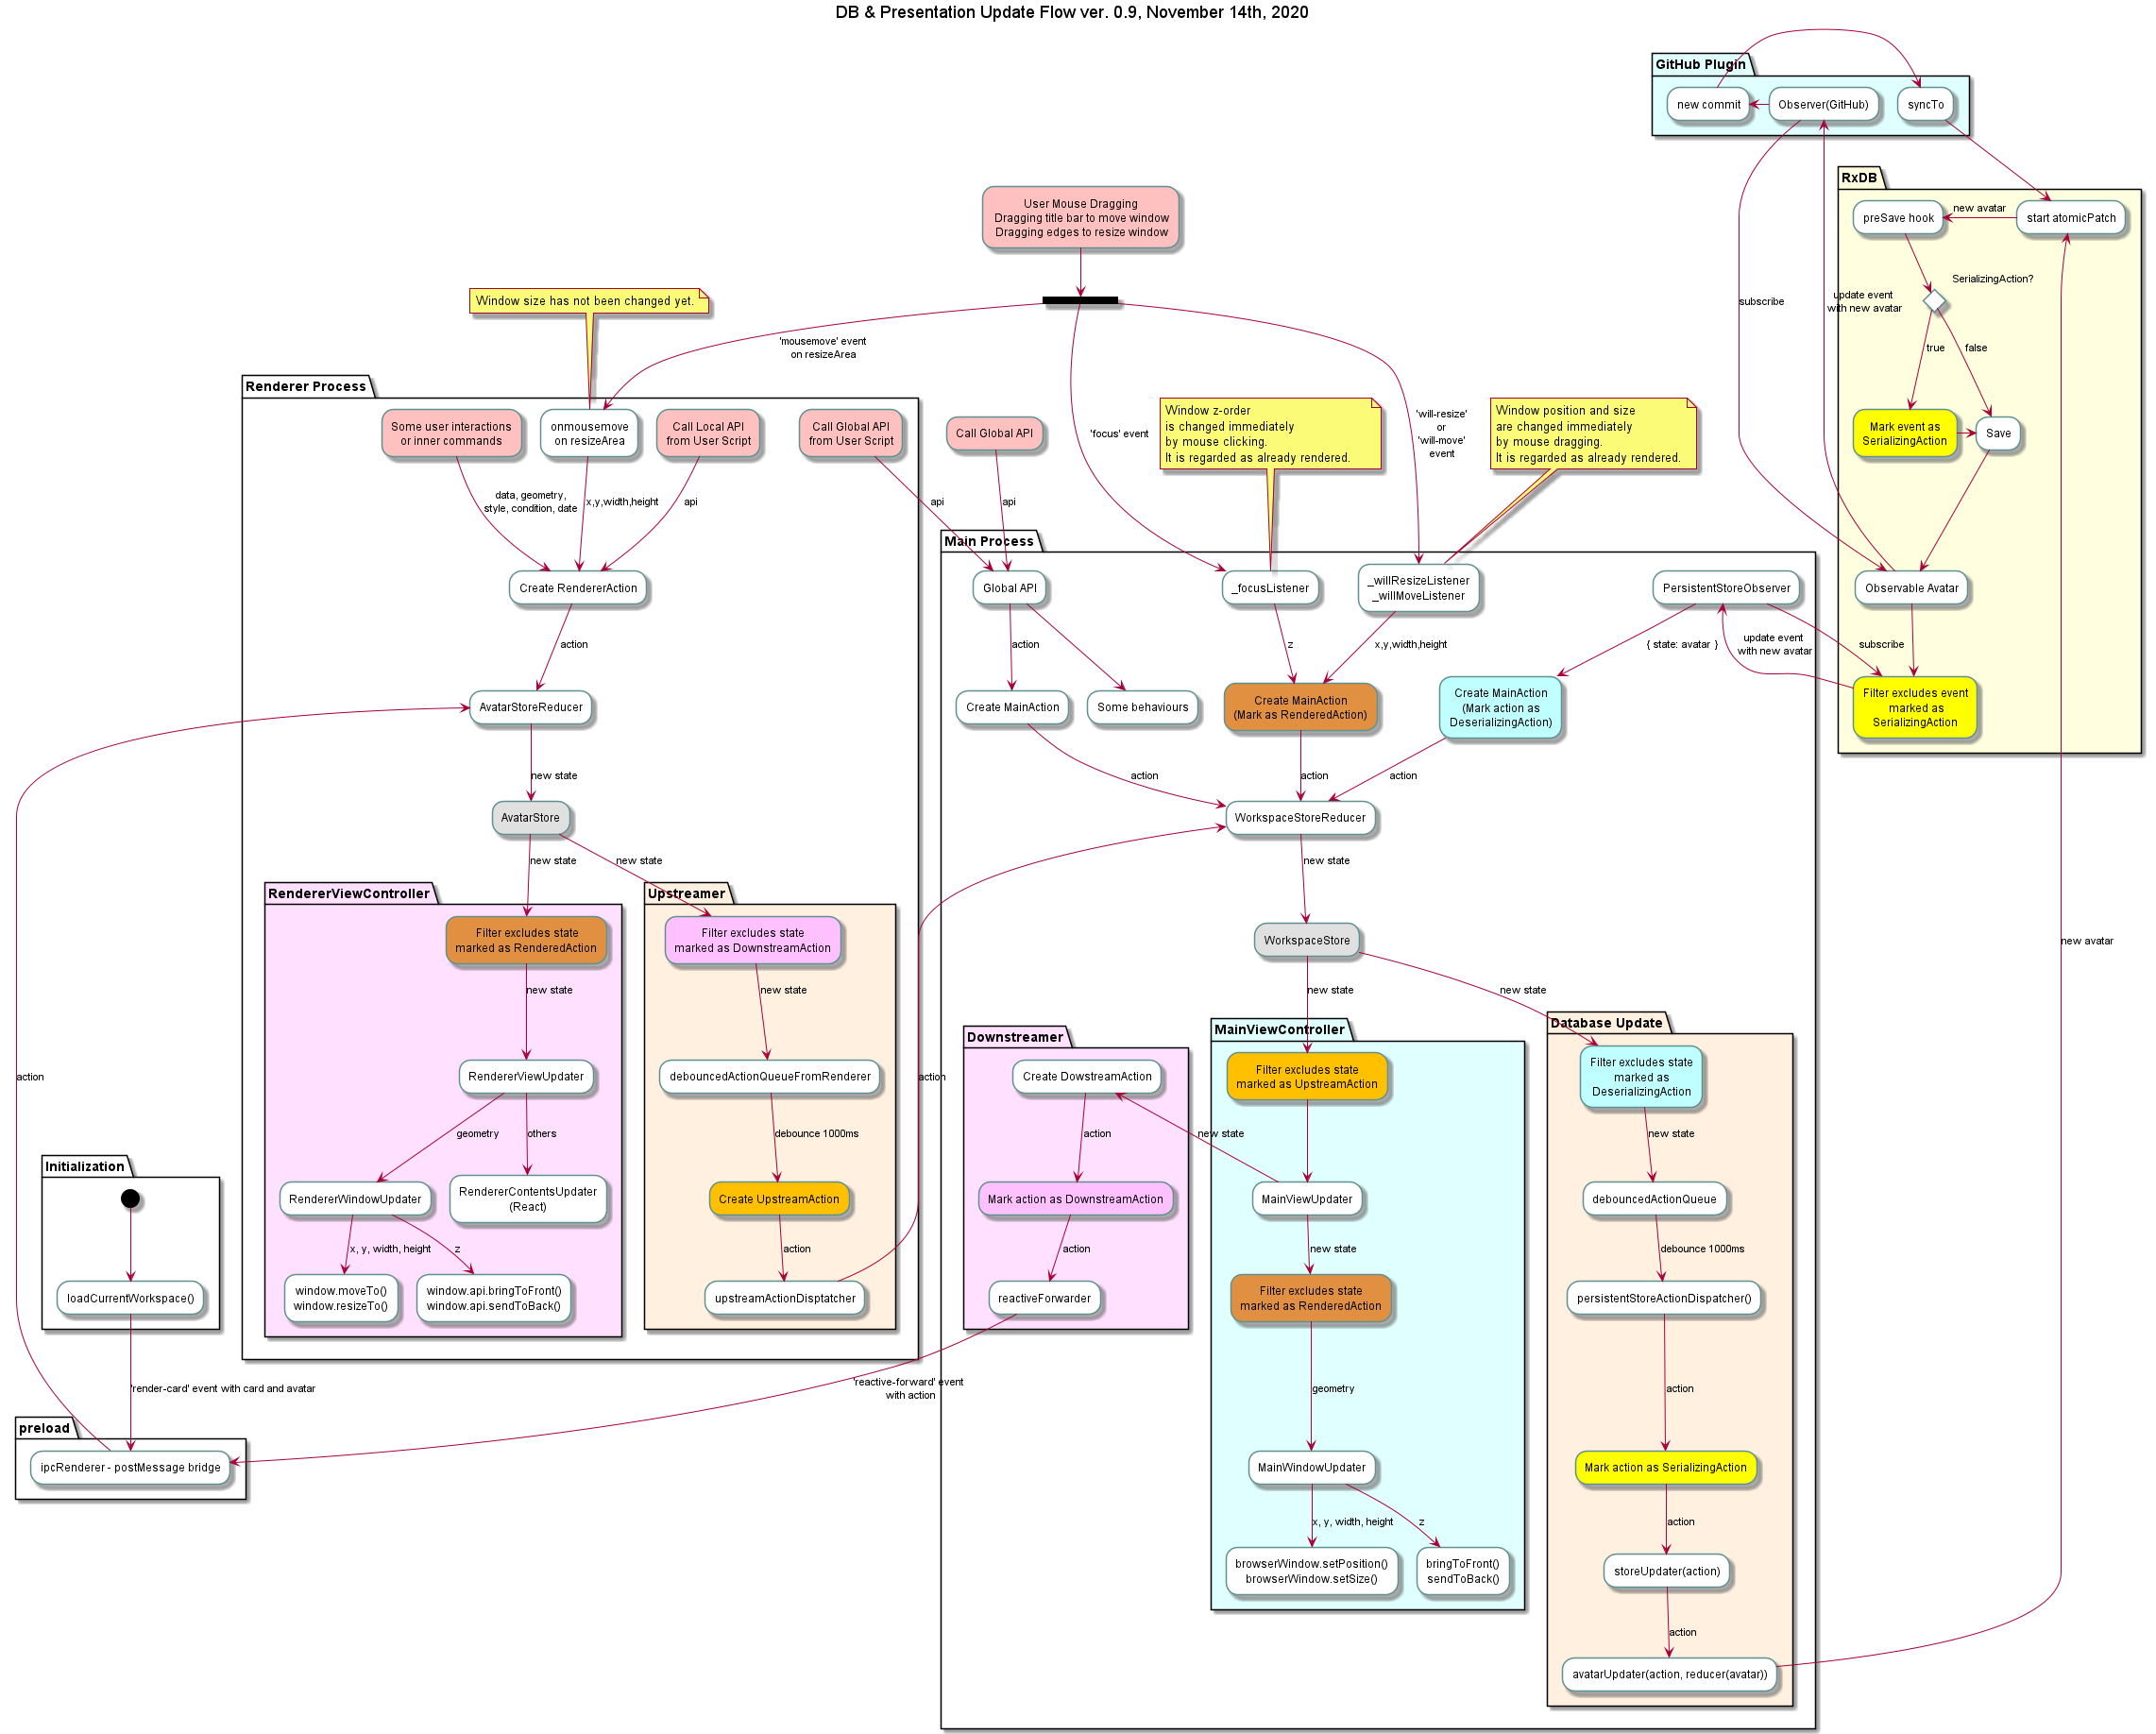 DB & Presentation Update Flow ver. 0.9, November 14th, 2020
GitHub Plugin
new commit
Observer(GitHub)
syncTo
RxDB
preSave hook
new avatar
start atomicPatch
SerializingAction?
update event
with new avatar
subscribe
true
false
Mark event as
SerializingAction
Save
Observable Avatar
subscribe
Filter excludes event
marked as
SerializingAction
new avatar
User Mouse Dragging
Dragging title bar to move window
Dragging edges to resize window
Window size has not been changed yet.
'mousemove' event
on resizeArea
'focus' event
'will-resize'
or
'will-move'
event
Window z-order
is changed immediately
by mouse clicking.
It is regarded as already rendered.
Window position and size
are changed immediately
by mouse dragging.
It is regarded as already rendered.
Renderer Process
Some user interactions
or inner commands
onmousemove
on resizeArea
Call Local API
from User Script
Call Global API
from User Script
Call Global API
data, geometry,
style, condition, date
x,y,width,height
api
api
api
Create RendererAction
action
AvatarStoreReducer
new state
AvatarStore
new state
new state
RendererViewController
Filter excludes state
marked as RenderedAction
new state
RendererViewUpdater
geometry
others
RendererWindowUpdater
RendererContentsUpdater
(React)
x, y, width, height
z
window.moveTo()
window.resizeTo()
window.api.bringToFront()
window.api.sendToBack()
Upstreamer
Filter excludes state
marked as DownstreamAction
new state
debouncedActionQueueFromRenderer
debounce 1000ms
Create UpstreamAction
action
upstreamActionDisptatcher
action
Main Process
Global API
_focusListener
_willResizeListener
_willMoveListener
PersistentStoreObserver
action
z
x,y,width,height
{ state: avatar }
update event
with new avatar
Create MainAction
Some behaviours
Create MainAction
(Mark as RenderedAction)
Create MainAction
(Mark action as
DeserializingAction)
action
action
action
WorkspaceStoreReducer
new state
WorkspaceStore
new state
new state
Downstreamer
Create DowstreamAction
action
new state
Mark action as DownstreamAction
action
reactiveForwarder
'reactive-forward' event
with action
MainViewController
Filter excludes state
marked as UpstreamAction
MainViewUpdater
new state
Filter excludes state
marked as RenderedAction
geometry
MainWindowUpdater
x, y, width, height
z
browserWindow.setPosition()
browserWindow.setSize()
bringToFront()
sendToBack()
Database Update
Filter excludes state
marked as
DeserializingAction
new state
debouncedActionQueue
debounce 1000ms
persistentStoreActionDispatcher()
action
Mark action as SerializingAction
action
storeUpdater(action)
action
avatarUpdater(action, reducer(avatar))
action
Initialization
loadCurrentWorkspace()
'render-card' event with card and avatar
preload
ipcRenderer - postMessage bridge